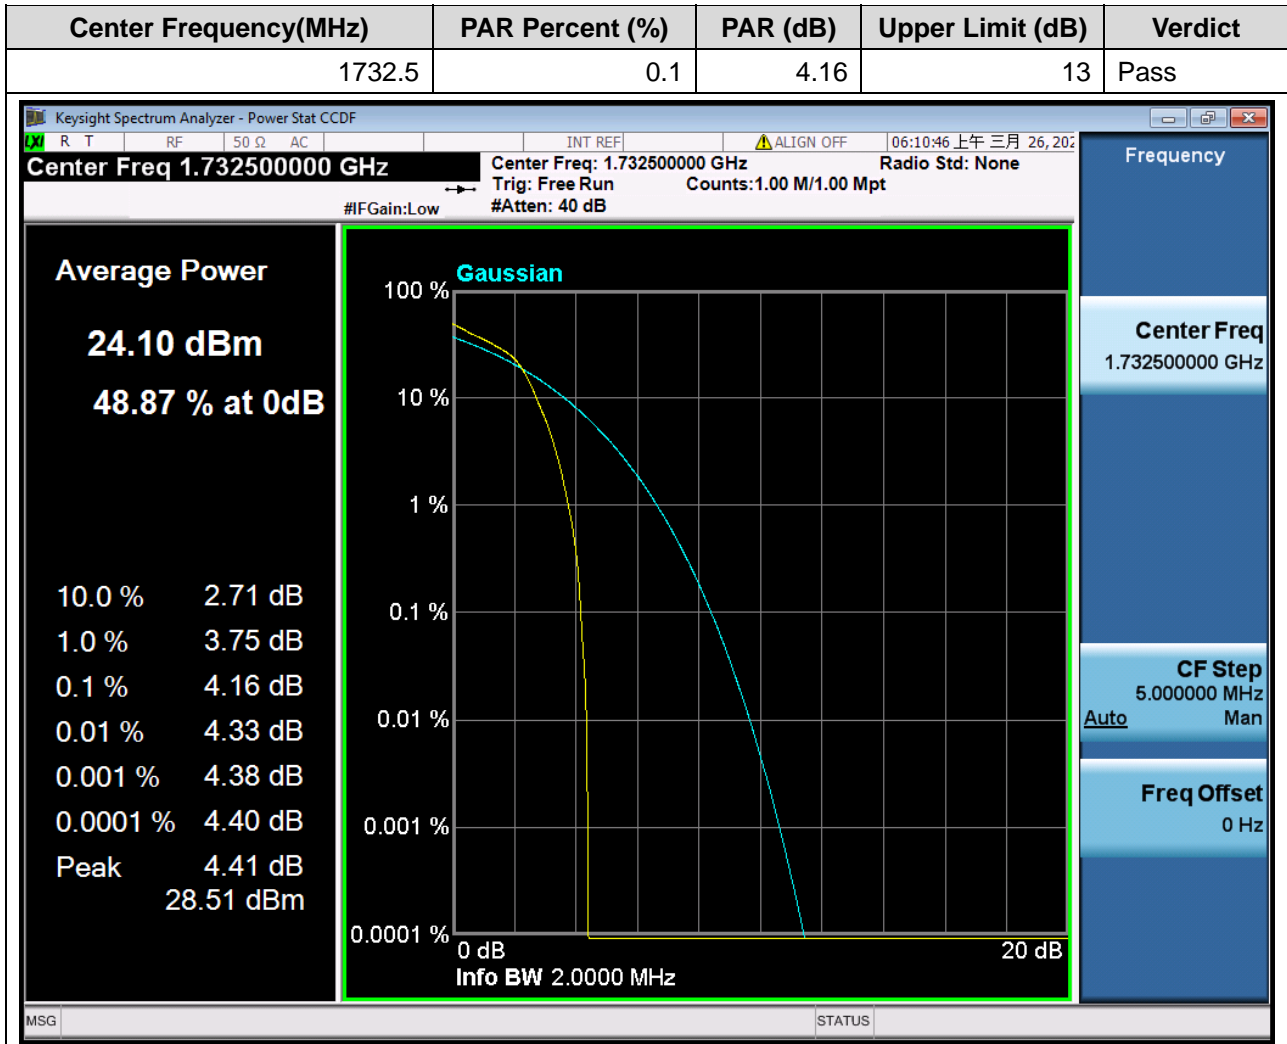 Center Frequency(MHz) PAR Percent (%) PAR (dB) Upper Limit (dB) Verdict
1732.5 0.1 4.16 13 Pass
Keysight Spectrum Analyzer - Power Stat CCDF
LXI R T RF 50 Ω AC INT REF ALIGN OFF 06:10:46 上午 三月 26, 202
Center Freq 1.732500000 GHz
Center Freq: 1.732500000 GHz Radio Std: None
Trig: Free Run Counts:1.00 M/1.00 Mpt
#IFGain:Low #Atten: 40 dB
Average Power
24.10 dBm
48.87 % at 0dB
10.0 % 2.71 dB
1.0 % 3.75 dB
0.1 % 4.16 dB
0.01 % 4.33 dB
0.001 % 4.38 dB
0.0001 % 4.40 dB
Peak 4.41 dB
28.51 dBm
Gaussian
100 %
10 %
1 %
0.1 %
0.01 %
0.001 %
0.0001 %
0 dB 20 dB
Info BW 2.0000 MHz
Frequency
Center Freq
1.732500000 GHz
CF Step
5.000000 MHz
Auto Man
Freq Offset
0 Hz
MSG STATUS